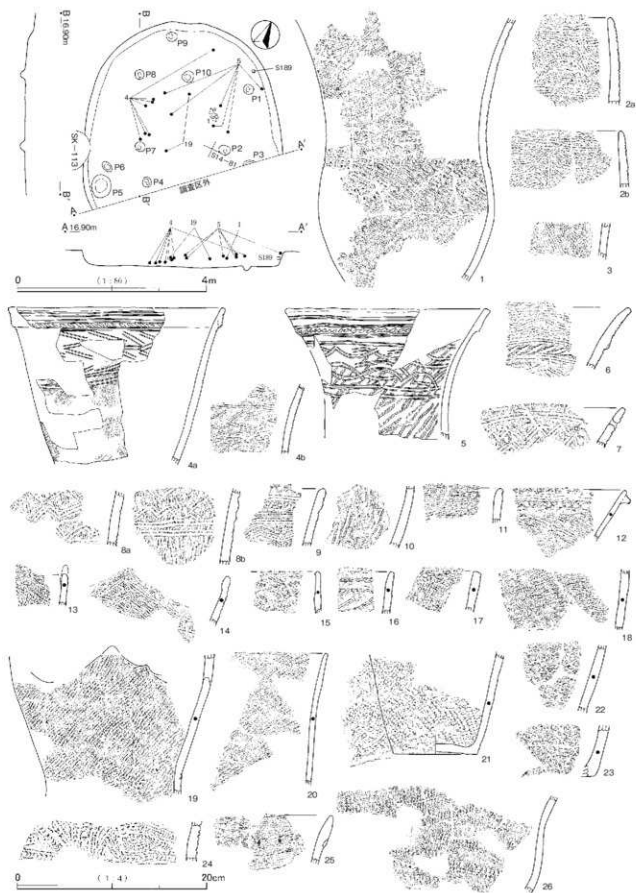 B
16.90m
B'
P9
P8
P10
6
S189
P1
4
P7
19
P2
P3
S14-81
A'
SK-113
P6
P5
P4
調査区外
A
B'
A 16.90m
4
19
5
1
A'
S189
0
(1:80)
4m
1
2a
2b
3
4a
4b
5
6
7
8a
8b
9
10
11
12
13
14
15
16
17
18
19
20
21
22
23
24
25
26
0
(1:4)
20cm